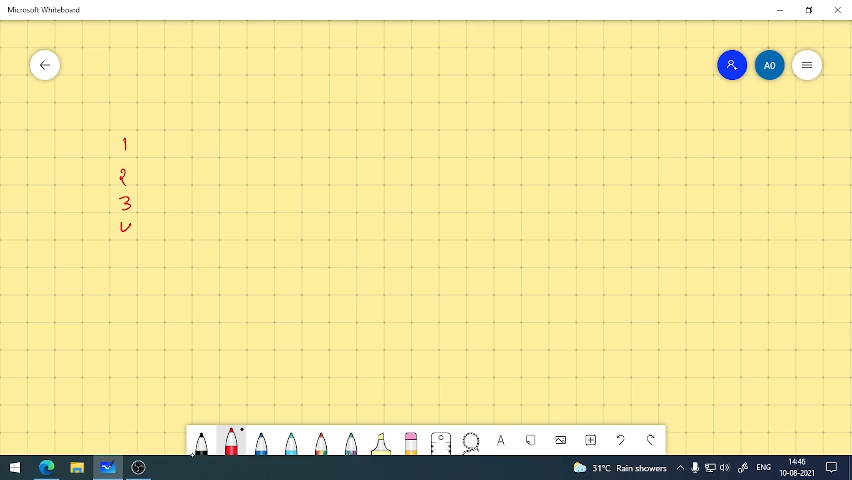 Microsoft Whiteboard
A0
1
2
3
A
31°C Rain showers
ENG
14:46
10-08-2021